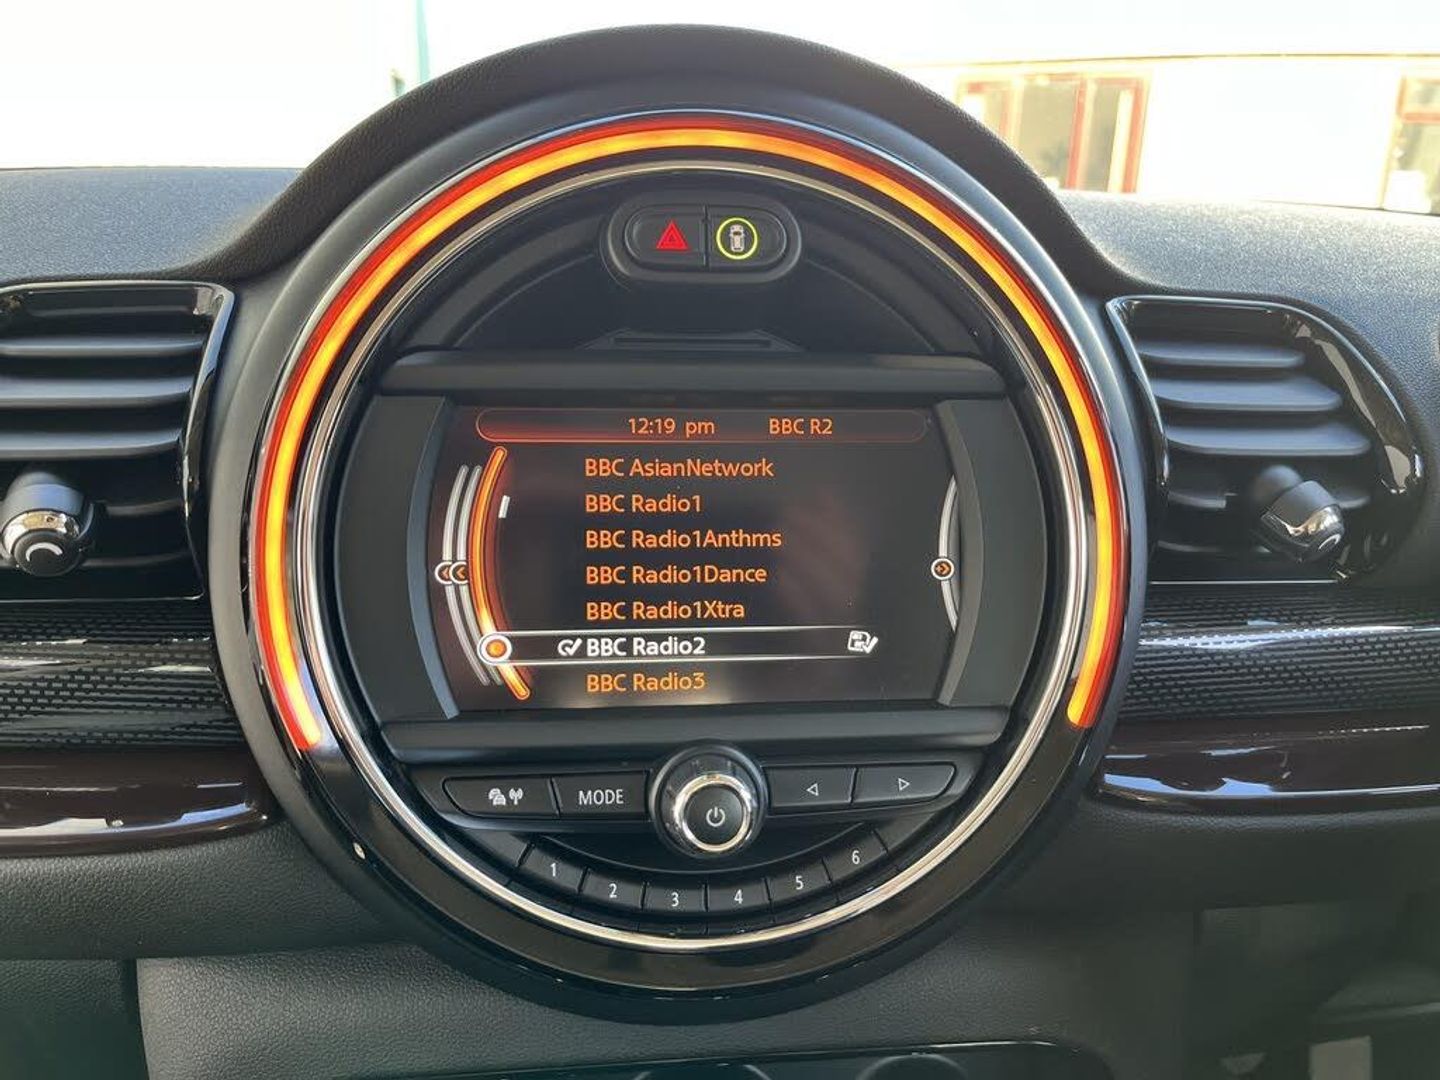 12:19 pm BBC R2
BBC AsianNetwork
BBC Radio1
BBC Radio1Anthms
BBC Radio1Dance
BBC Radio1Xtra
BBC Radio2
BBC Radio3
MODE
1 2 3 4 5 6